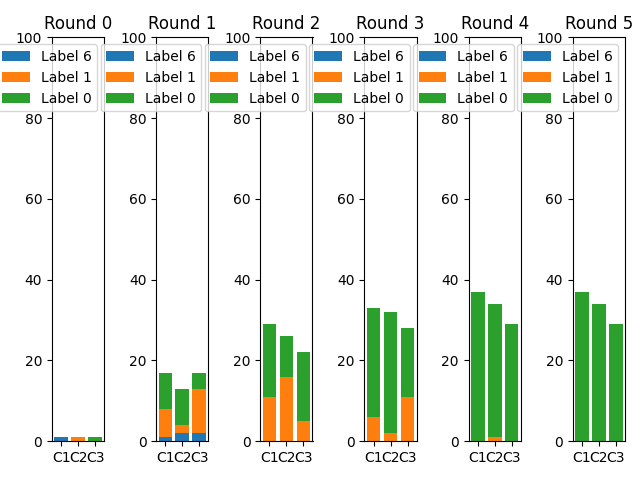 Round 0
Round 1
Round 2
Round 3
Round 4
Round 5
100 100 100 100 100 100
Label 6 Label 6 Label 6 Label 6 Label 6 Label 6
Label 1 Label 1 Label 1 Label 1 Label 1 Label 1
Label 0 Label 0 Label 0 Label 0 Label 0 Label 0
80 80 80 80 80 80
60 60 60 60 60 60
40 40 40 40 40 40
20 20 20 20 20 20
0 0 0 0 0 0
C1C2C3 C1C2C3 C1C2C3 C1C2C3 C1C2C3 C1C2C3